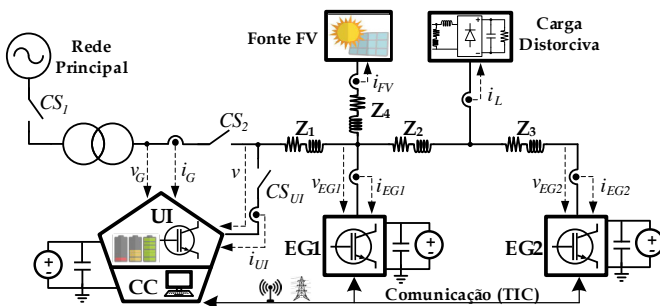 Rede
Principal
Fonte FV
Carga
Distorciva
CS1
CS2
iFV
Z4
iL
Z1
Z2
Z3
vG
iG
v
CSUI
vEG1
iEG1
vEG2
iEG2
UI
iUI
EG1
EG2
CC
Comunicação (TIC)